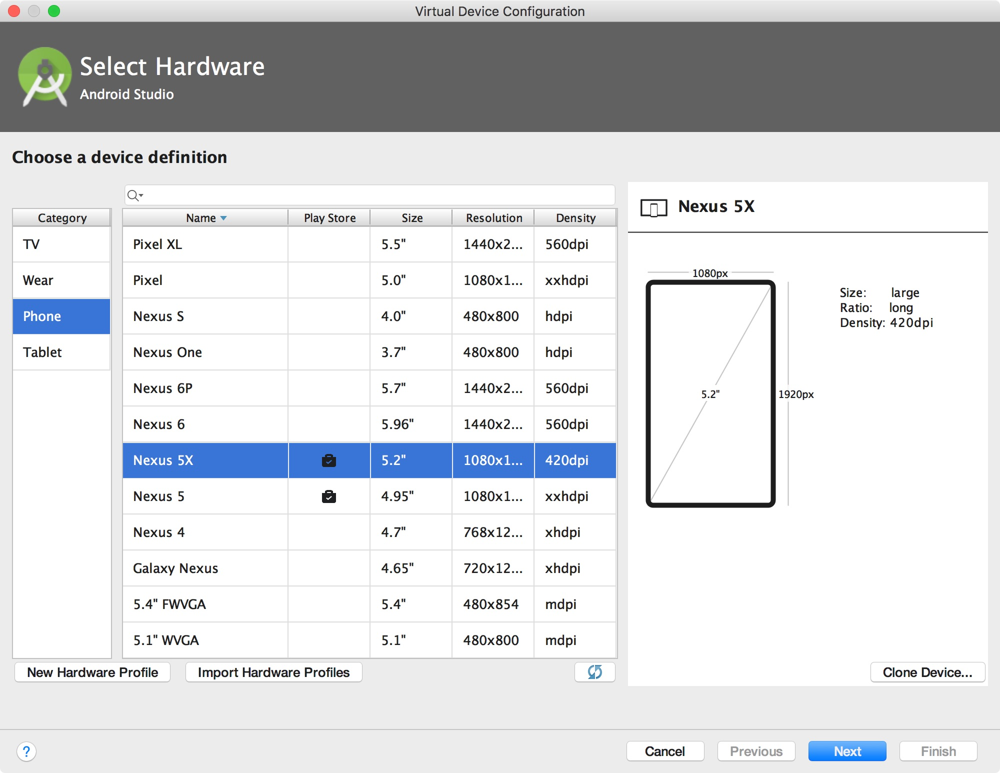 Virtual Device Configuration
Select Hardware
Android Studio
Choose a device definition
Category
TV
Wear
Phone
Tablet
Name Play Store Size Resolution Density
Pixel XL 5.5" 1440x2... 560dpi
Pixel 5.0" 1080x1... xxhdpi
Nexus S 4.0" 480x800 hdpi
Nexus One 3.7" 480x800 hdpi
Nexus 6P 5.7" 1440x2... 560dpi
Nexus 6 5.96" 1440x2... 560dpi
Nexus 5X 5.2" 1080x1... 420dpi
Nexus 5 4.95" 1080x1... xxhdpi
Nexus 4 4.7" 768x12... xhdpi
Galaxy Nexus 4.65" 720x12... xhdpi
5.4" FWVGA 5.4" 480x854 mdpi
5.1" WVGA 5.1" 480x800 mdpi
New Hardware Profile
Import Hardware Profiles
Nexus 5X
1080px
5.2"
1920px
Size: large
Ratio: long
Density: 420dpi
Clone Device...
?
Cancel
Previous
Next
Finish